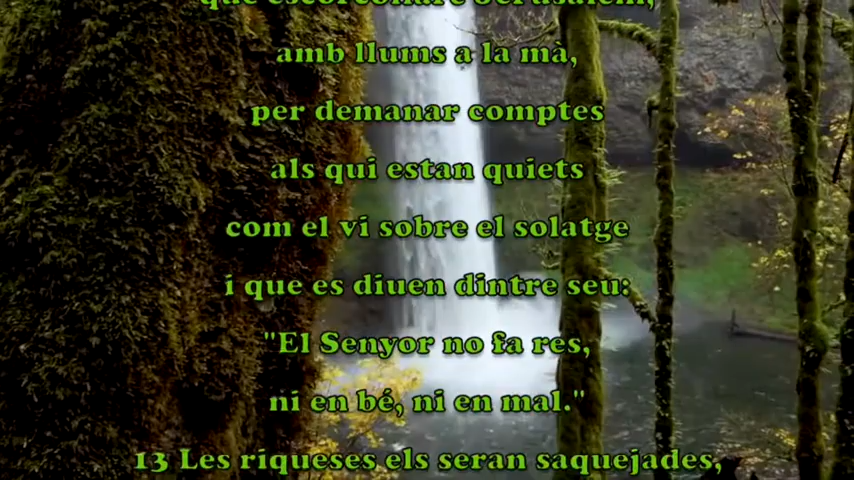 que escorcollaré Jerusalem,
amb llums a la mà,
per demanar comptes
als qui estan quiets
com el vi sobre el solatge
i que es diuen dintre seu:
"El Senyor no fa res,
ni en bé, ni en mal."
13 Les riqueses els seran saquejades,